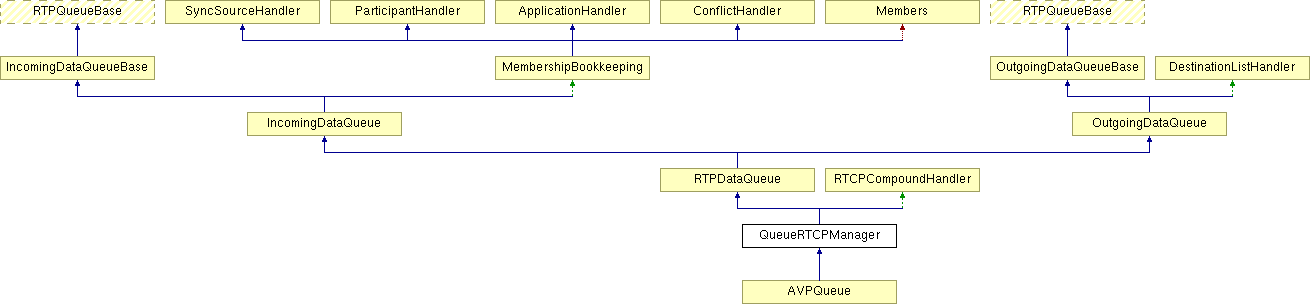 RTPQueueBase
SyncSourceHandler
ParticipantHandler
ApplicationHandler
ConflictHandler
Members
RTPQueueBase
IncomingDataQueueBase
MembershipBookkeeping
OutgoingDataQueueBase
DestinationListHandler
IncomingDataQueue
OutgoingDataQueue
RTPDataQueue
RTCPCompoundHandler
QueueRTCPManager
AVPQueue